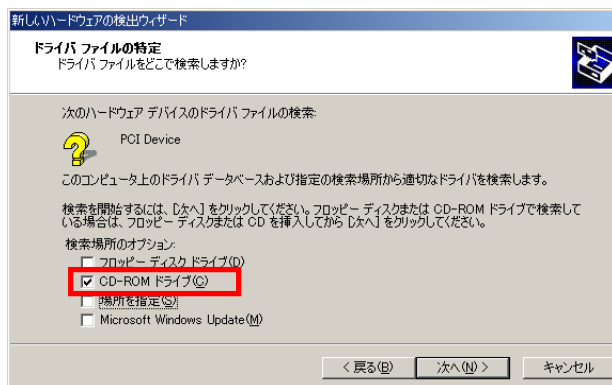 新しいハードウェアの検出ウィザード
ドライバ ファイルの特定
ドライバ ファイルをどこで検索しますか?
次のハードウェア デバイスのドライバ ファイルの検索:
PCI Device
このコンピュータ上のドライバ データベースおよび指定の検索場所から適切なドライバを検索します。
検索を開始するには、[次へ] をクリックしてください。フロッピー ディスクまたは CD-ROM ドライブで検索して
いる場合は、フロッピー ディスクまたは CD を挿入してから [次へ] をクリックしてください。
検索場所のオプション:
フロッピー ディスク ドライブ(D)
CD-ROM ドライブ(C)
場所を指定(S)
Microsoft Windows Update(M)
< 戻る(B)
次へ(N) >
キャンセル